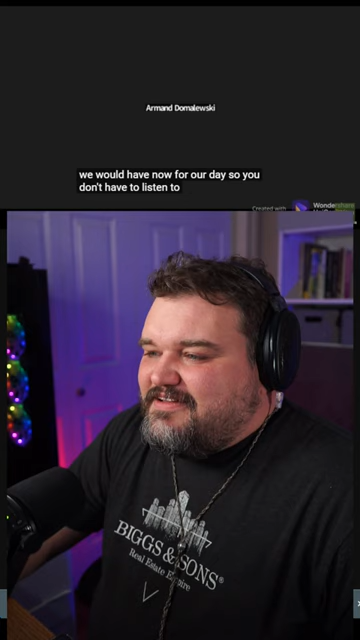 Armand Domalewski
we would have now for our day so you
don't have to listen to
Created with
Wondershare
BIGGS & SONS®
Real Estate Empire